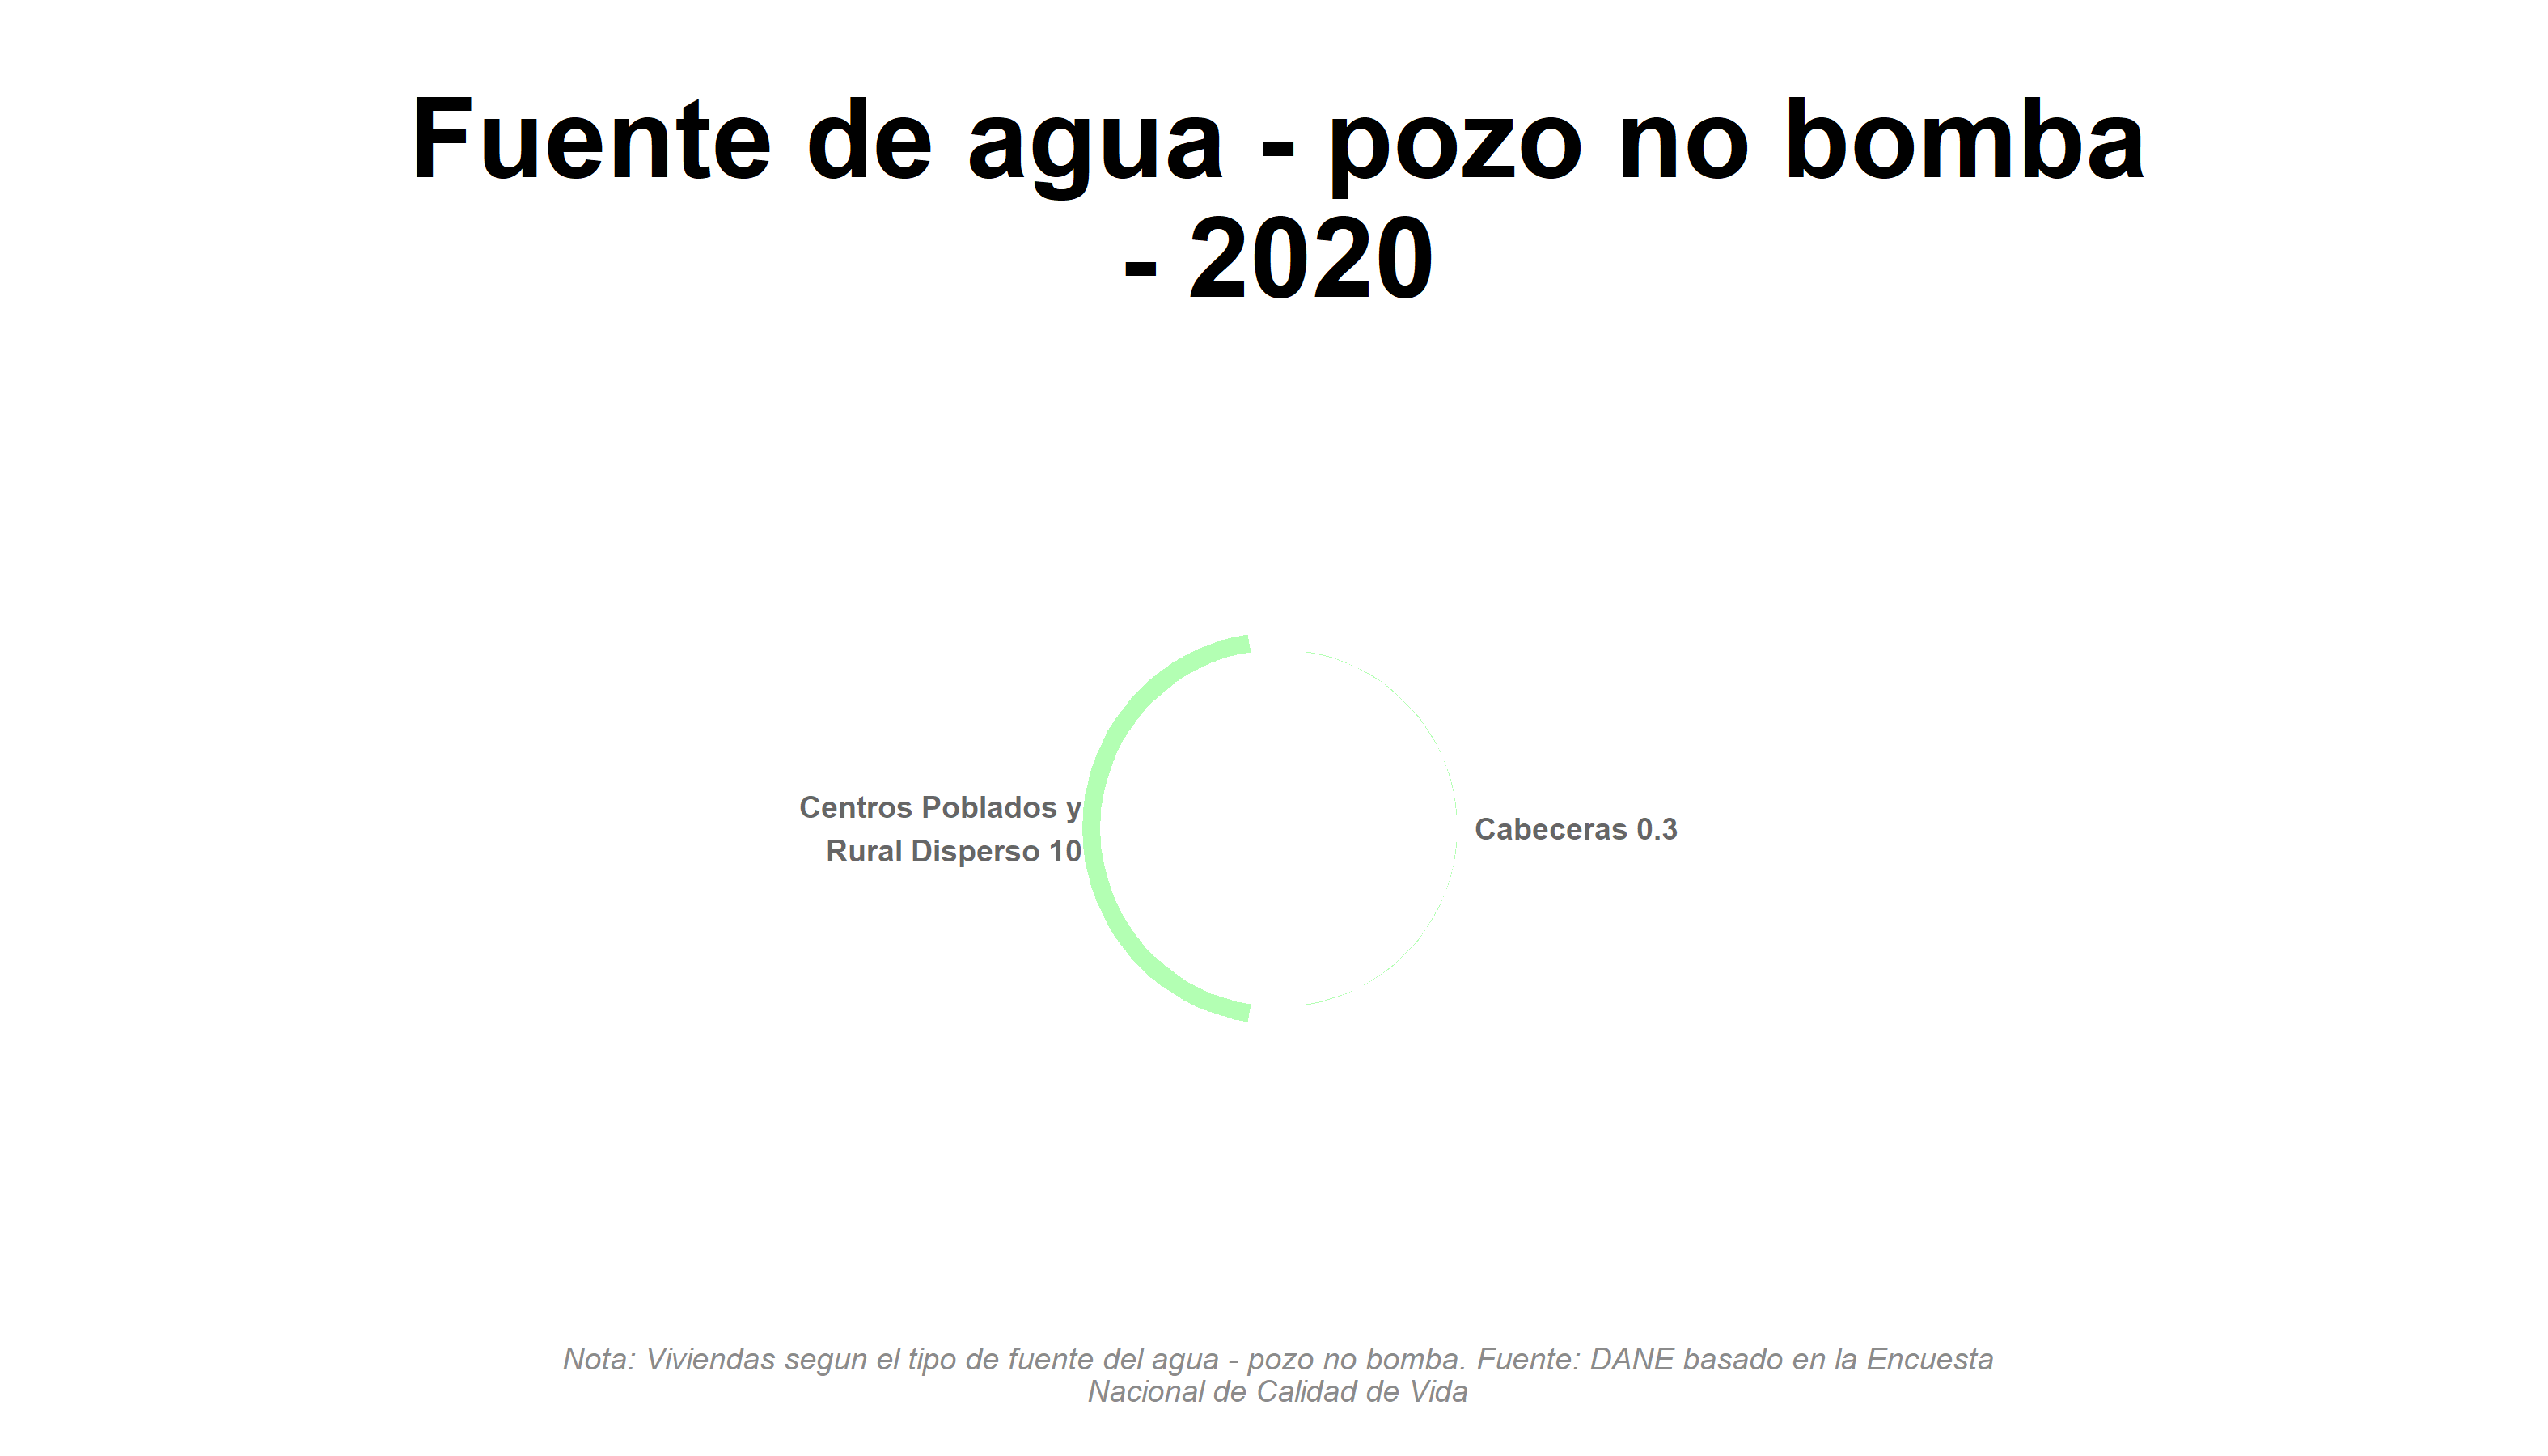 Fuente de agua - pozo no bomba
- 2020
Centros Poblados y
Rural Disperso 10
Cabeceras 0.3
Nota: Viviendas segun el tipo de fuente del agua - pozo no bomba. Fuente: DANE basado en la Encuesta
Nacional de Calidad de Vida